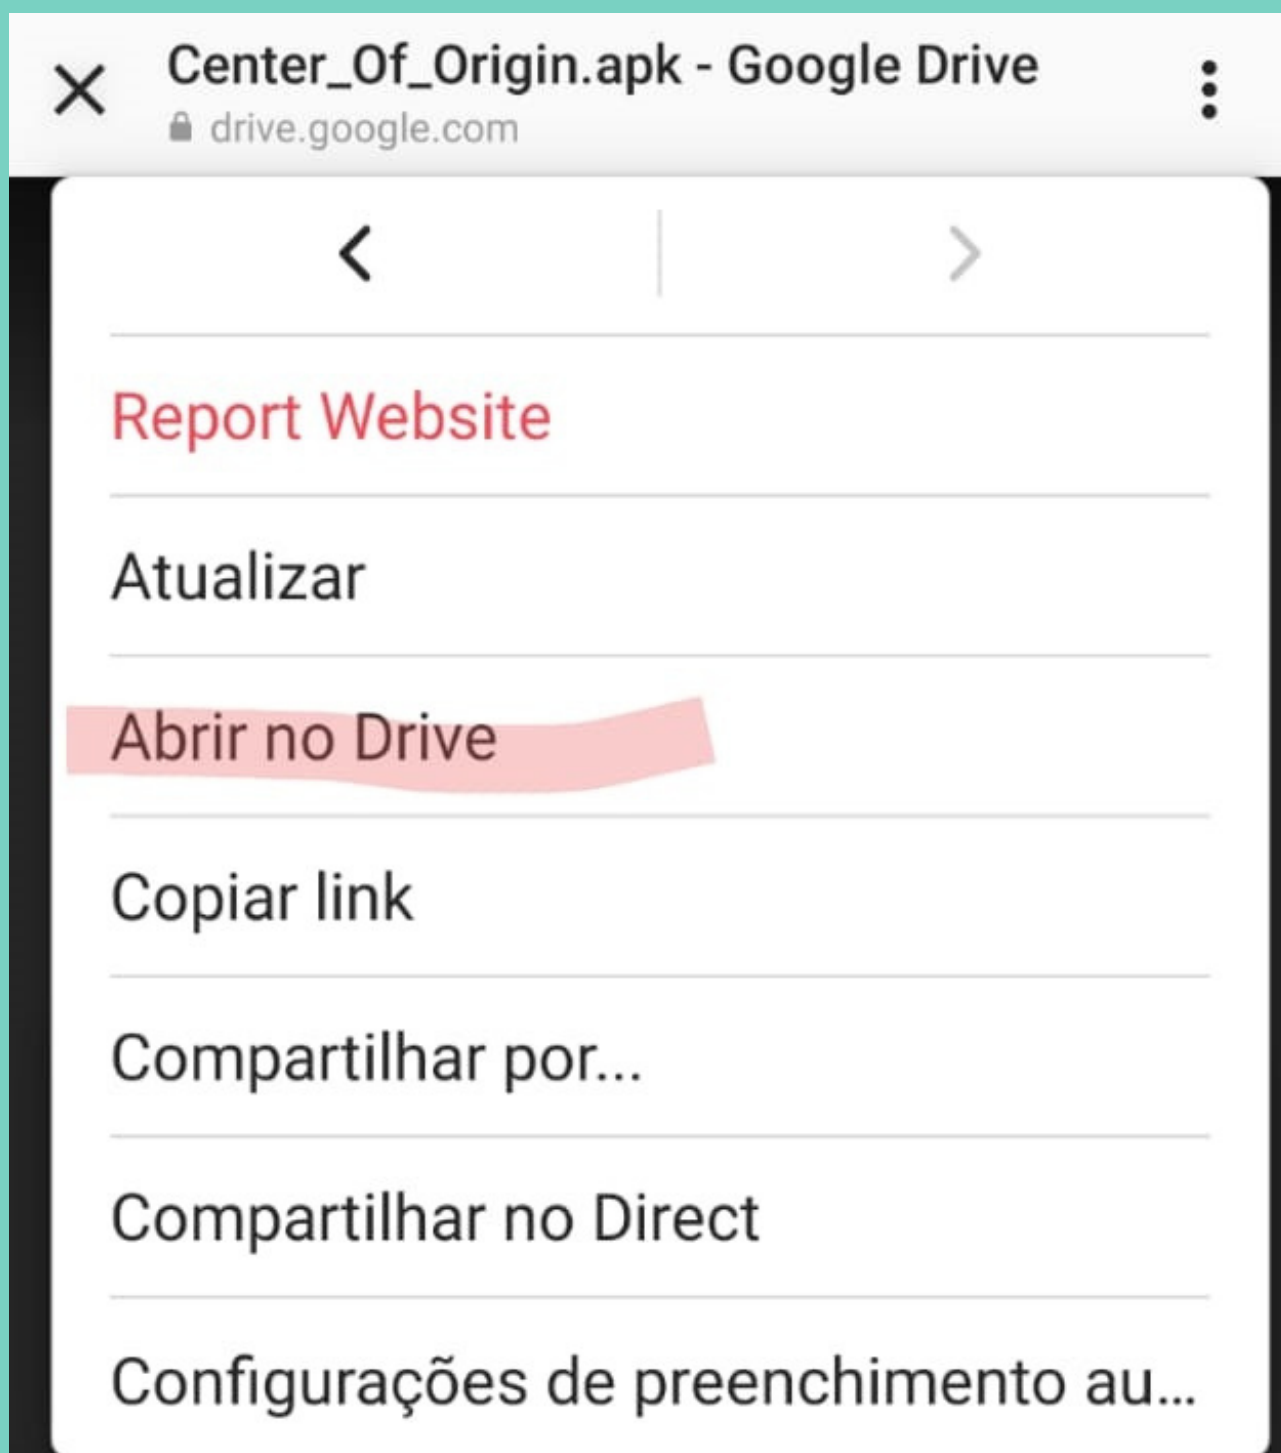 Center_Of_Origin.apk - Google Drive
drive.google.com
Report Website
Atualizar
Abrir no Drive
Copiar link
Compartilhar por...
Compartilhar no Direct
Configurações de preenchimento au...